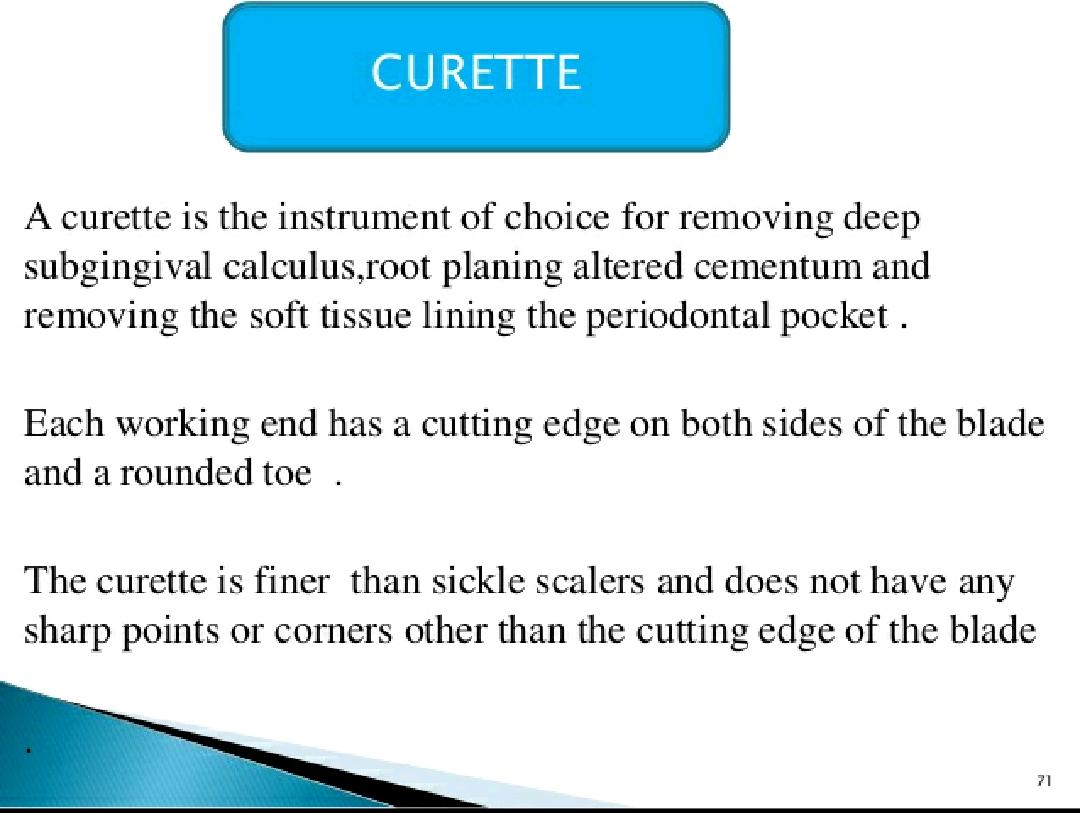 CURETTE
A curette is the instrument of choice for removing deep
subgingival calculus,root planing altered cementum and
removing the soft tissue lining the periodontal pocket .
Each working end has a cutting edge on both sides of the blade
and a rounded toe  .
The curette is finer  than sickle scalers and does not have any
sharp points or corners other than the cutting edge of the blade
.
71